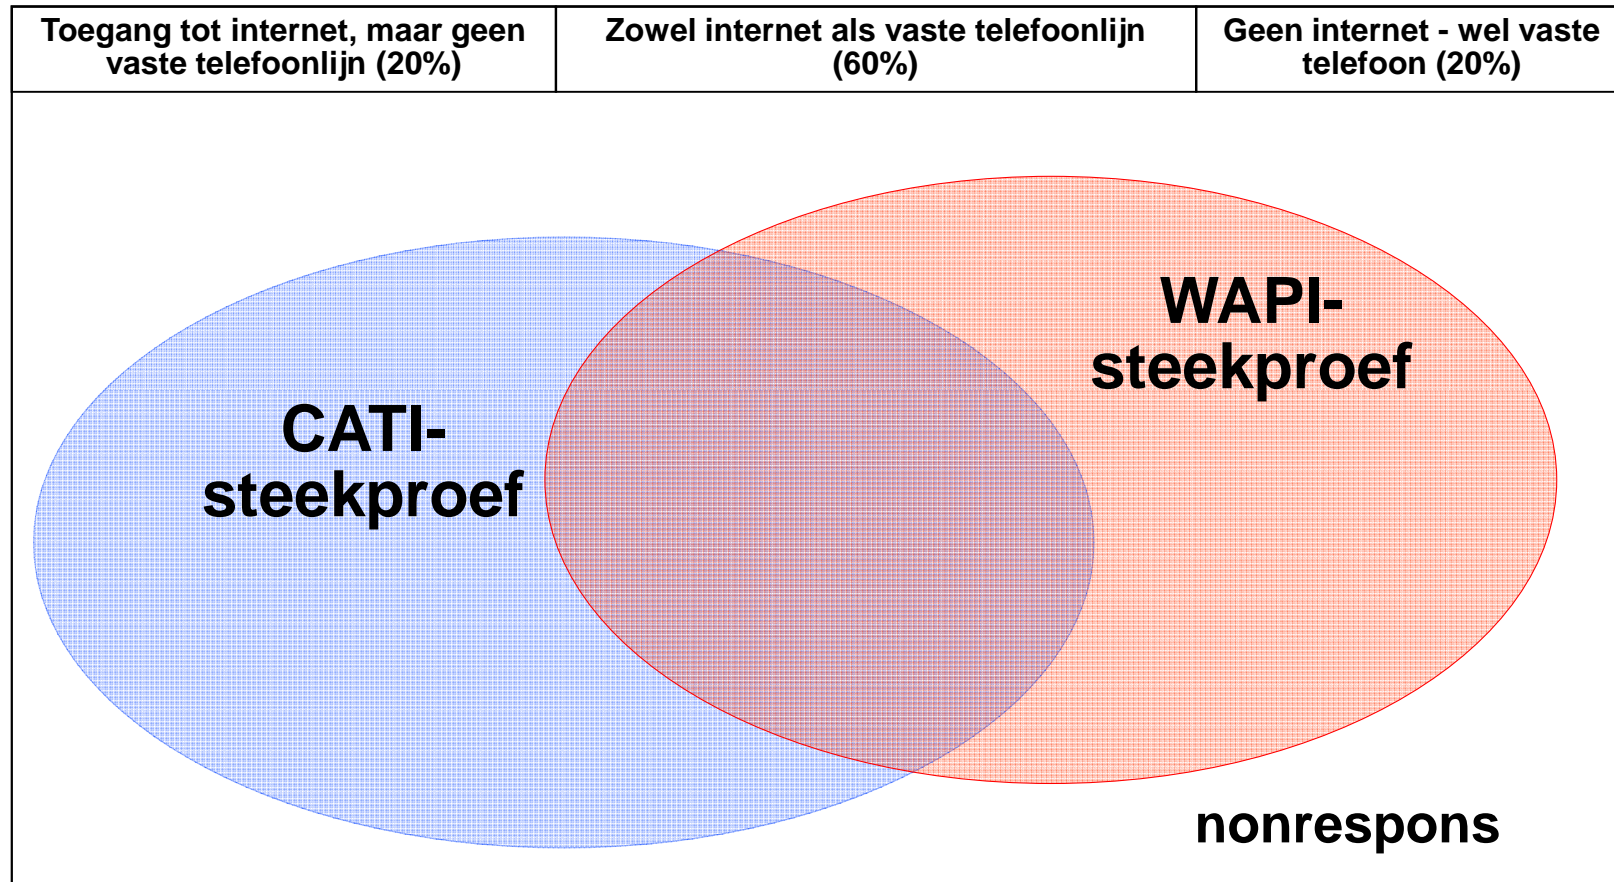 Toegang tot internet, maar geen
vaste telefoonlijn (20%)
Zowel internet als vaste telefoonlijn
(60%)
Geen internet - wel vaste
telefoon (20%)
WAPI-
steekproef
CATI-
steekproef
nonrespons